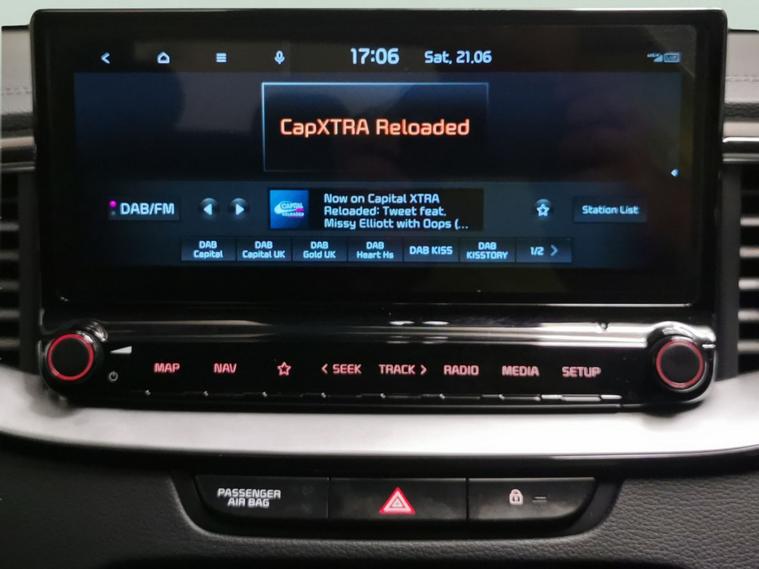 17:06 Sat, 21.06
CapXTRA Reloaded
DAB/FM
CAPITAL
RELOADED
Now on Capital XTRA
Reloaded: Tweet feat.
Missy Elliott with Oops (...
Station List
DAB
Capital
DAB
Capital UK
DAB
Gold UK
DAB
Heart Hs
DAB KISS
DAB
KISSTORY
1/2 >
MAP NAV < SEEK TRACK > RADIO MEDIA SETUP
PASSENGER
AIR BAG